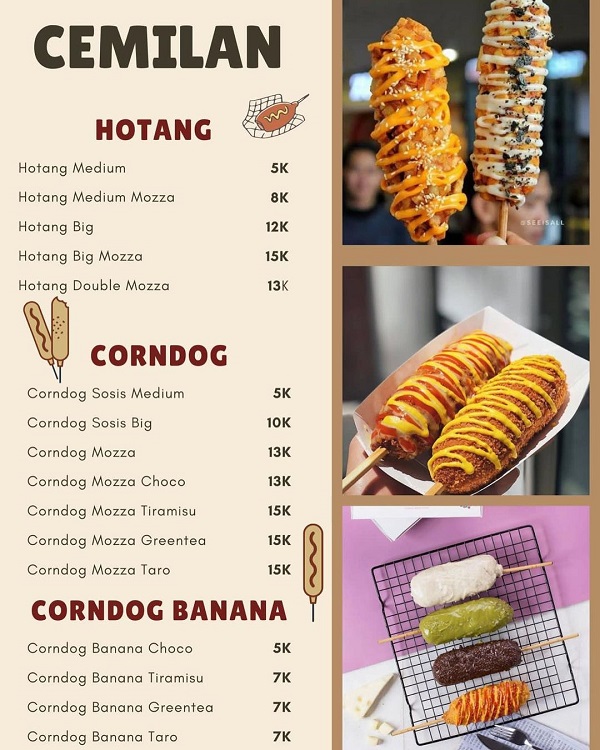 CEMILAN
HOTANG
Hotang Medium 5K
Hotang Medium Mozza 8K
Hotang Big 12K
Hotang Big Mozza 15K
Hotang Double Mozza 13K
CORNDOG
Corndog Sosis Medium 5K
Corndog Sosis Big 10K
Corndog Mozza 13K
Corndog Mozza Choco 13K
Corndog Mozza Tiramisu 15K
Corndog Mozza Greentea 15K
Corndog Mozza Taro 15K
CORNDOG BANANA
Corndog Banana Choco 5K
Corndog Banana Tiramisu 7K
Corndog Banana Greentea 7K
Corndog Banana Taro 7K
@SEEISALL